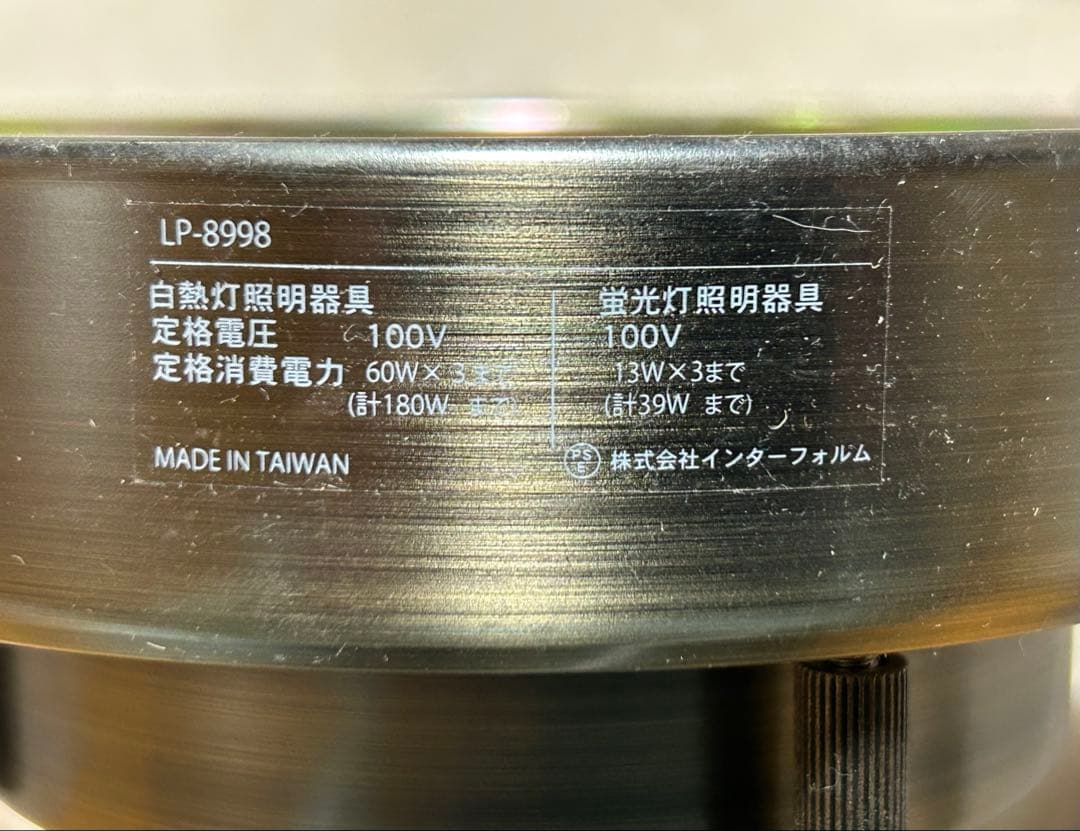 LP-8998
白熱灯照明器具
定格電圧 100V
定格消費電力 60W×3まで
(計180W まで)
MADE IN TAIWAN
蛍光灯照明器具
100V
13W×3まで
(計39W まで)
PS
E
株式会社インターフォルム